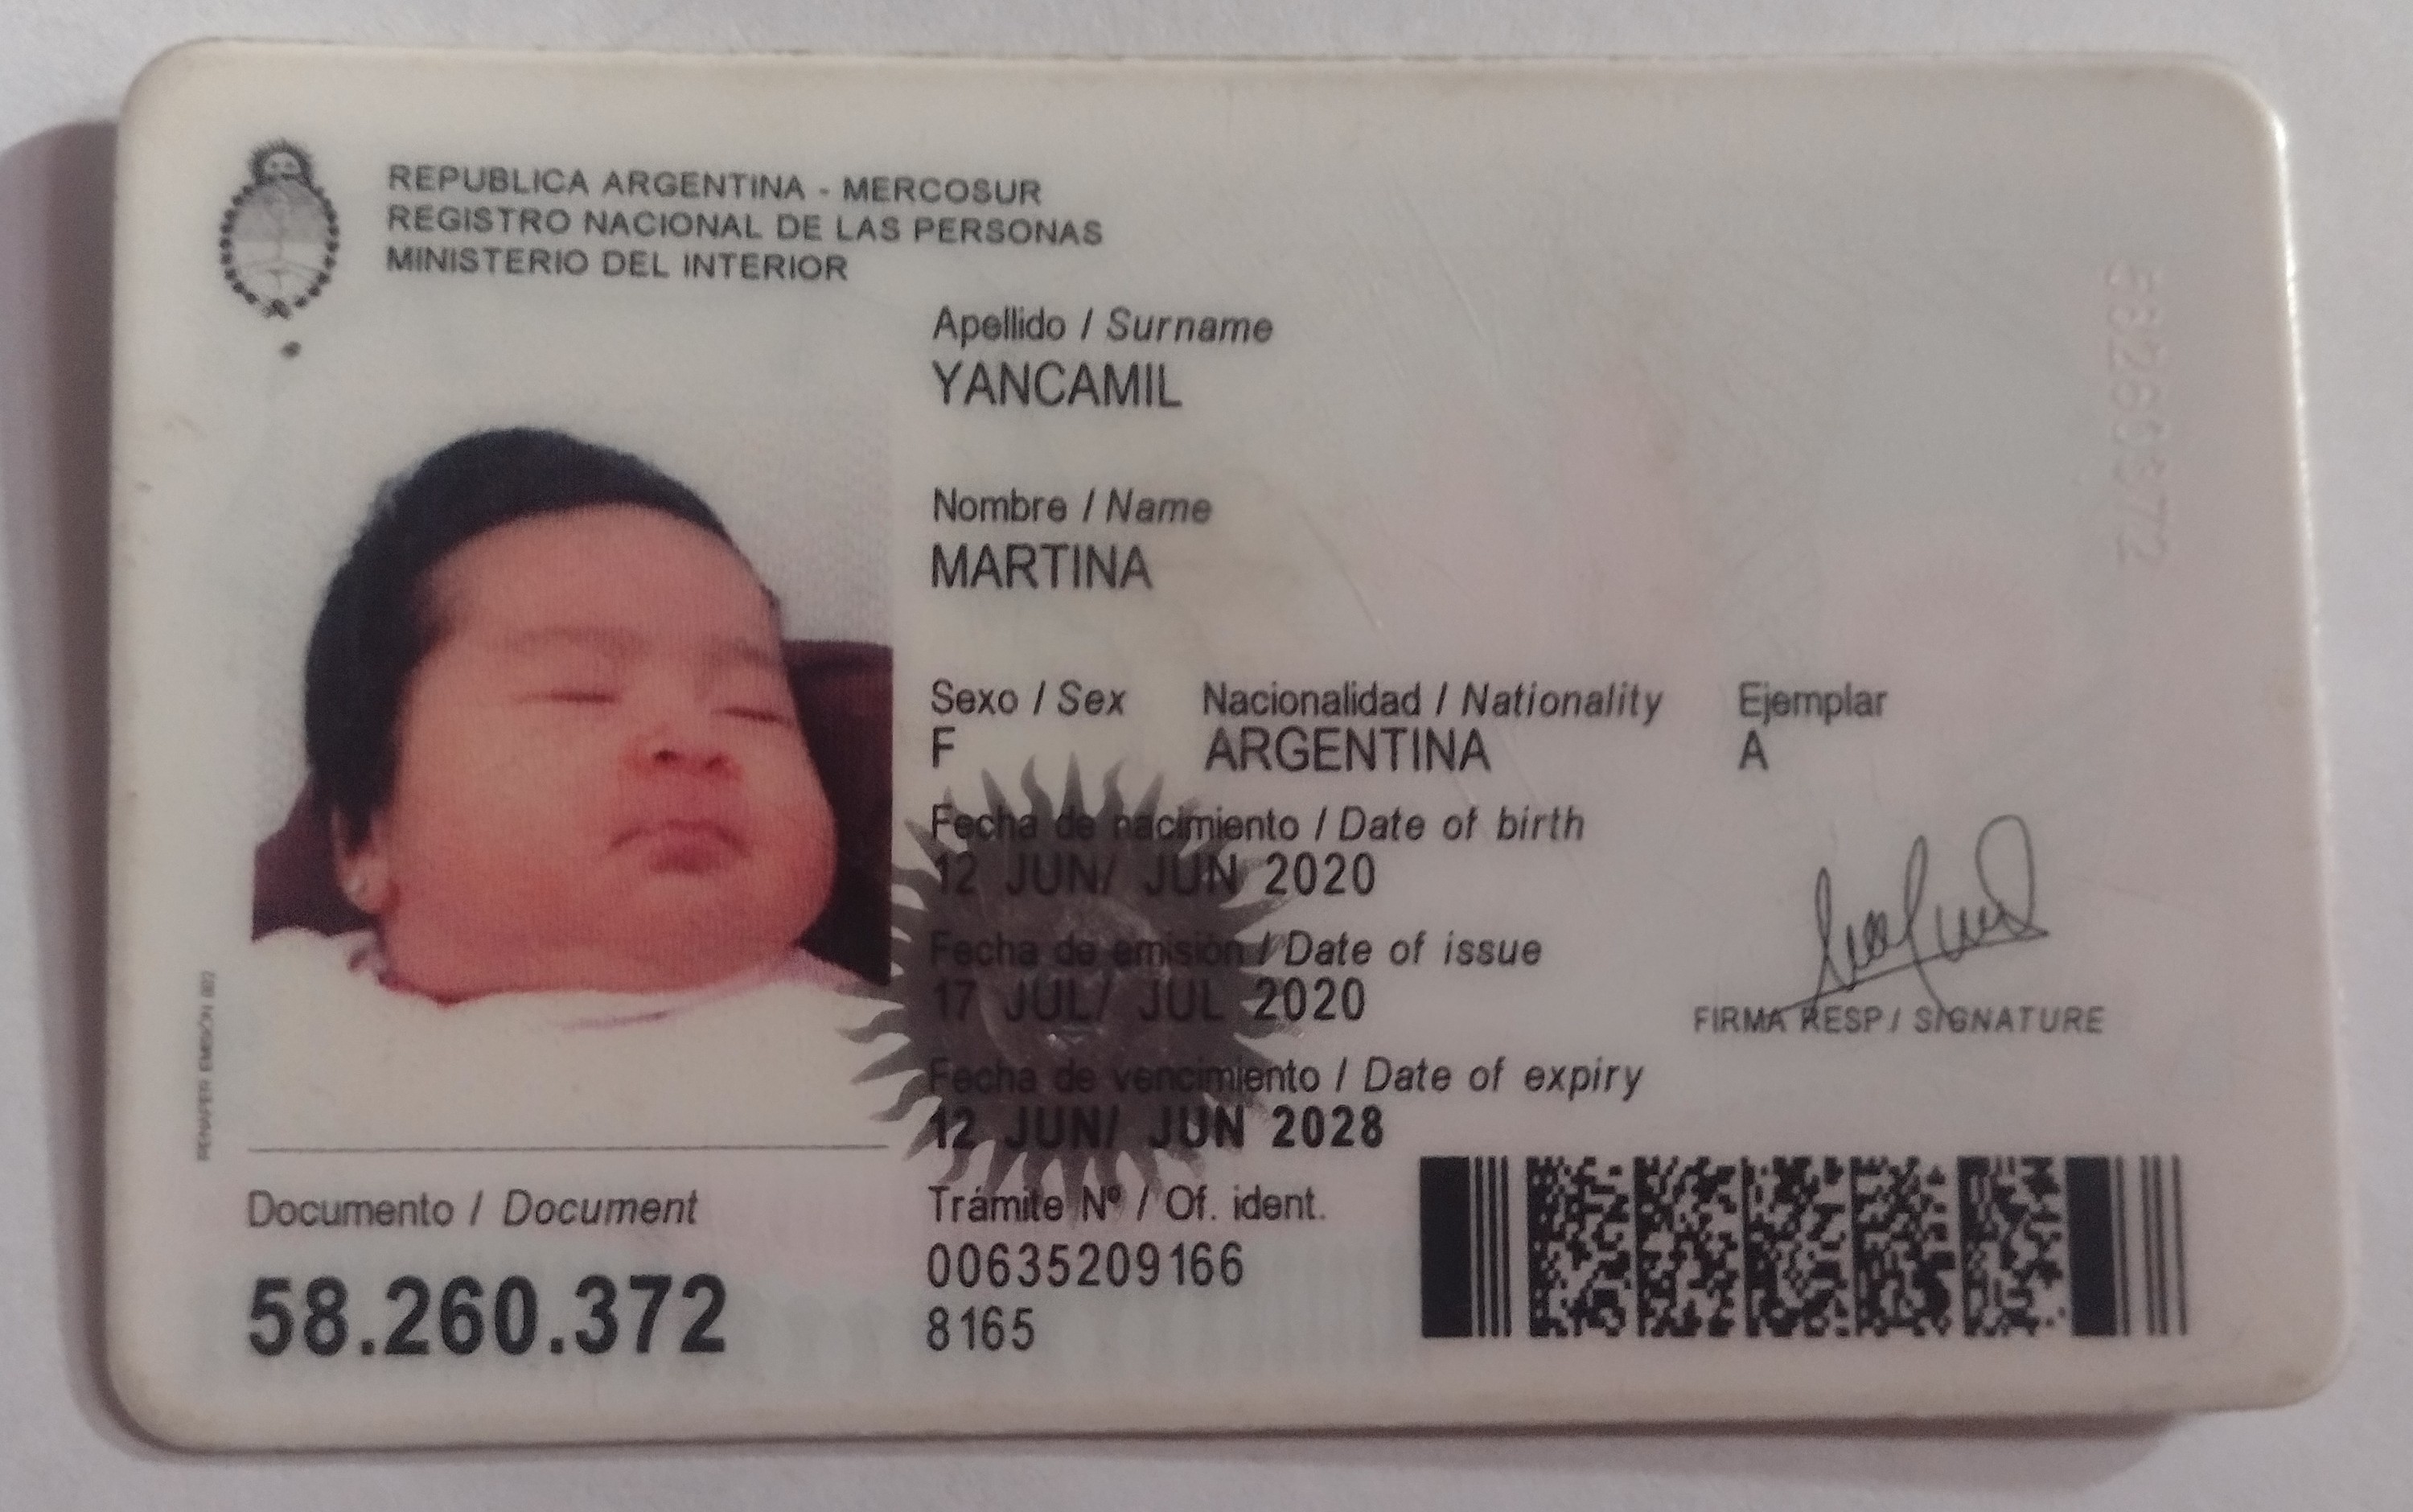 REPUBLICA ARGENTINA - MERCOSUR
REGISTRO NACIONAL DE LAS PERSONAS
MINISTERIO DEL INTERIOR
Apellido / Surname
YANCAMIL
Nombre / Name
MARTINA
Sexo / Sex Nacionalidad / Nationality Ejemplar
F ARGENTINA A
Fecha de nacimiento / Date of birth
12 JUN/ JUN 2020
Fecha de emisión / Date of issue
17 JUL/ JUL 2020
FIRMA RESP / SIGNATURE
Fecha de vencimiento / Date of expiry
12 JUN/ JUN 2028
Documento / Document
58.260.372
Trámite Nº / Of. ident.
00635209166
8165
58260372